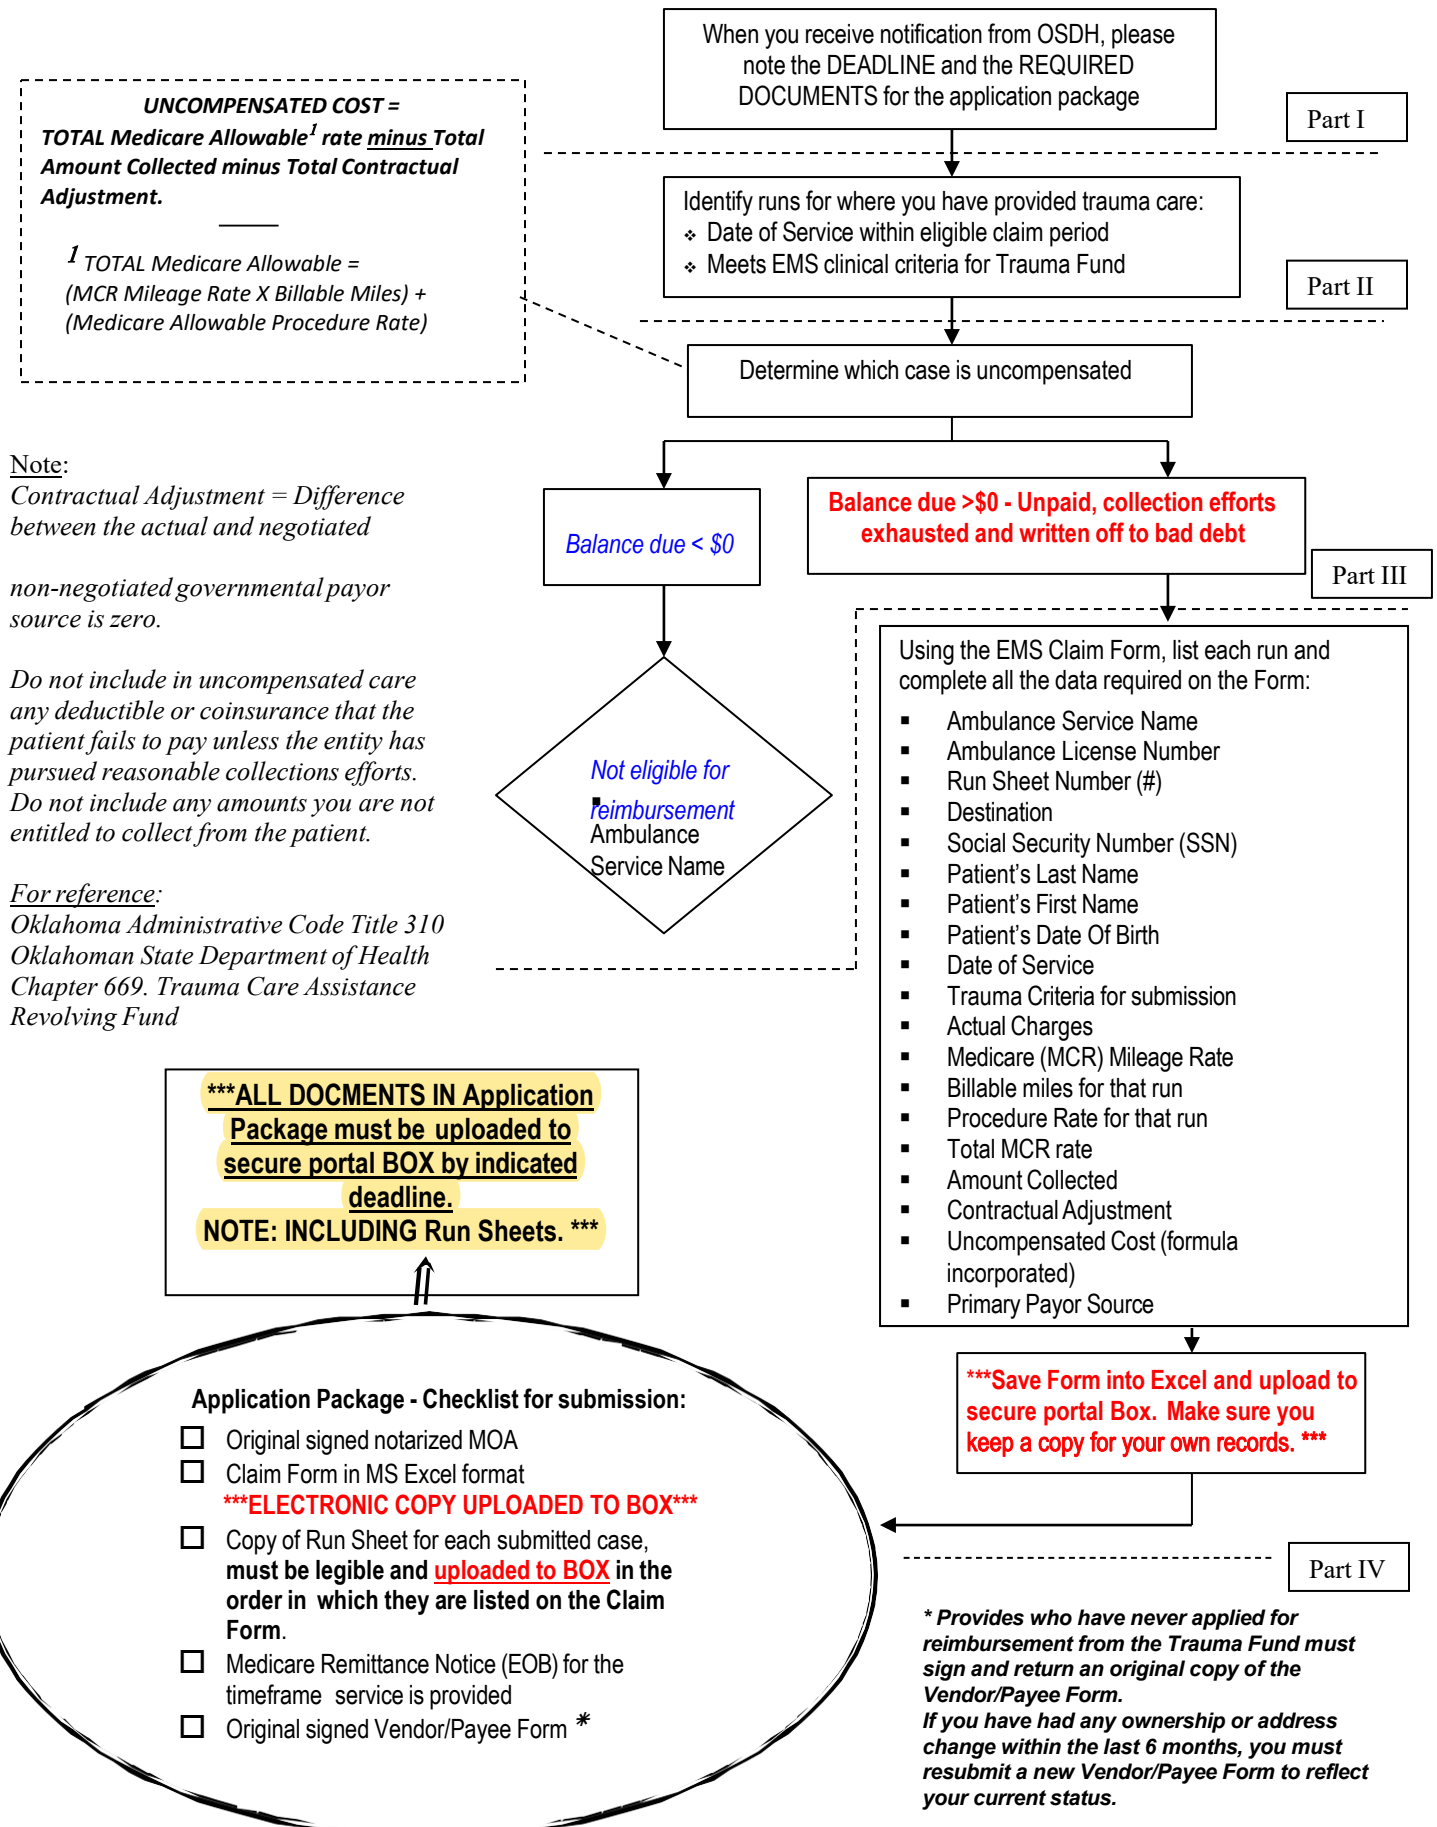 When you receive notification from OSDH, please
note the DEADLINE and the REQUIRED
DOCUMENTS for the application package
Part I
UNCOMPENSATED COST =
TOTAL Medicare Allowable1 rate minus Total
Amount Collected minus Total Contractual
Adjustment.
1 TOTAL Medicare Allowable =
(MCR Mileage Rate X Billable Miles) +
(Medicare Allowable Procedure Rate)
Identify runs for where you have provided trauma care:
❖ Date of Service within eligible claim period
❖ Meets EMS clinical criteria for Trauma Fund
Part II
Determine which case is uncompensated
Note:
Contractual Adjustment = Difference
between the actual and negotiated
non-negotiated governmental payor
source is zero.
Do not include in uncompensated care
any deductible or coinsurance that the
patient fails to pay unless the entity has
pursued reasonable collections efforts.
Do not include any amounts you are not
entitled to collect from the patient.
For reference:
Oklahoma Administrative Code Title 310
Oklahoman State Department of Health
Chapter 669. Trauma Care Assistance
Revolving Fund
Balance due < $0
Balance due >$0 - Unpaid, collection efforts
exhausted and written off to bad debt
Part III
Not eligible for
reimbursement
▪
Ambulance
Service Name
Using the EMS Claim Form, list each run and
complete all the data required on the Form:
▪ Ambulance Service Name
▪ Ambulance License Number
▪ Run Sheet Number (#)
▪ Destination
▪ Social Security Number (SSN)
▪ Patient’s Last Name
▪ Patient’s First Name
▪ Patient’s Date Of Birth
▪ Date of Service
▪ Trauma Criteria for submission
▪ Actual Charges
▪ Medicare (MCR) Mileage Rate
▪ Billable miles for that run
▪ Procedure Rate for that run
▪ Total MCR rate
▪ Amount Collected
▪ Contractual Adjustment
▪ Uncompensated Cost (formula
incorporated)
▪ Primary Payor Source
***ALL DOCMENTS IN Application
Package must be uploaded to
secure portal BOX by indicated
deadline.
NOTE: INCLUDING Run Sheets. ***
***Save Form into Excel and upload to
secure portal Box. Make sure you
keep a copy for your own records. ***
Application Package - Checklist for submission:
☐ Original signed notarized MOA
☐ Claim Form in MS Excel format
***ELECTRONIC COPY UPLOADED TO BOX***
☐ Copy of Run Sheet for each submitted case,
must be legible and uploaded to BOX in the
order in which they are listed on the Claim
Form.
☐ Medicare Remittance Notice (EOB) for the
timeframe service is provided
☐ Original signed Vendor/Payee Form *
Part IV
* Provides who have never applied for
reimbursement from the Trauma Fund must
sign and return an original copy of the
Vendor/Payee Form.
If you have had any ownership or address
change within the last 6 months, you must
resubmit a new Vendor/Payee Form to reflect
your current status.